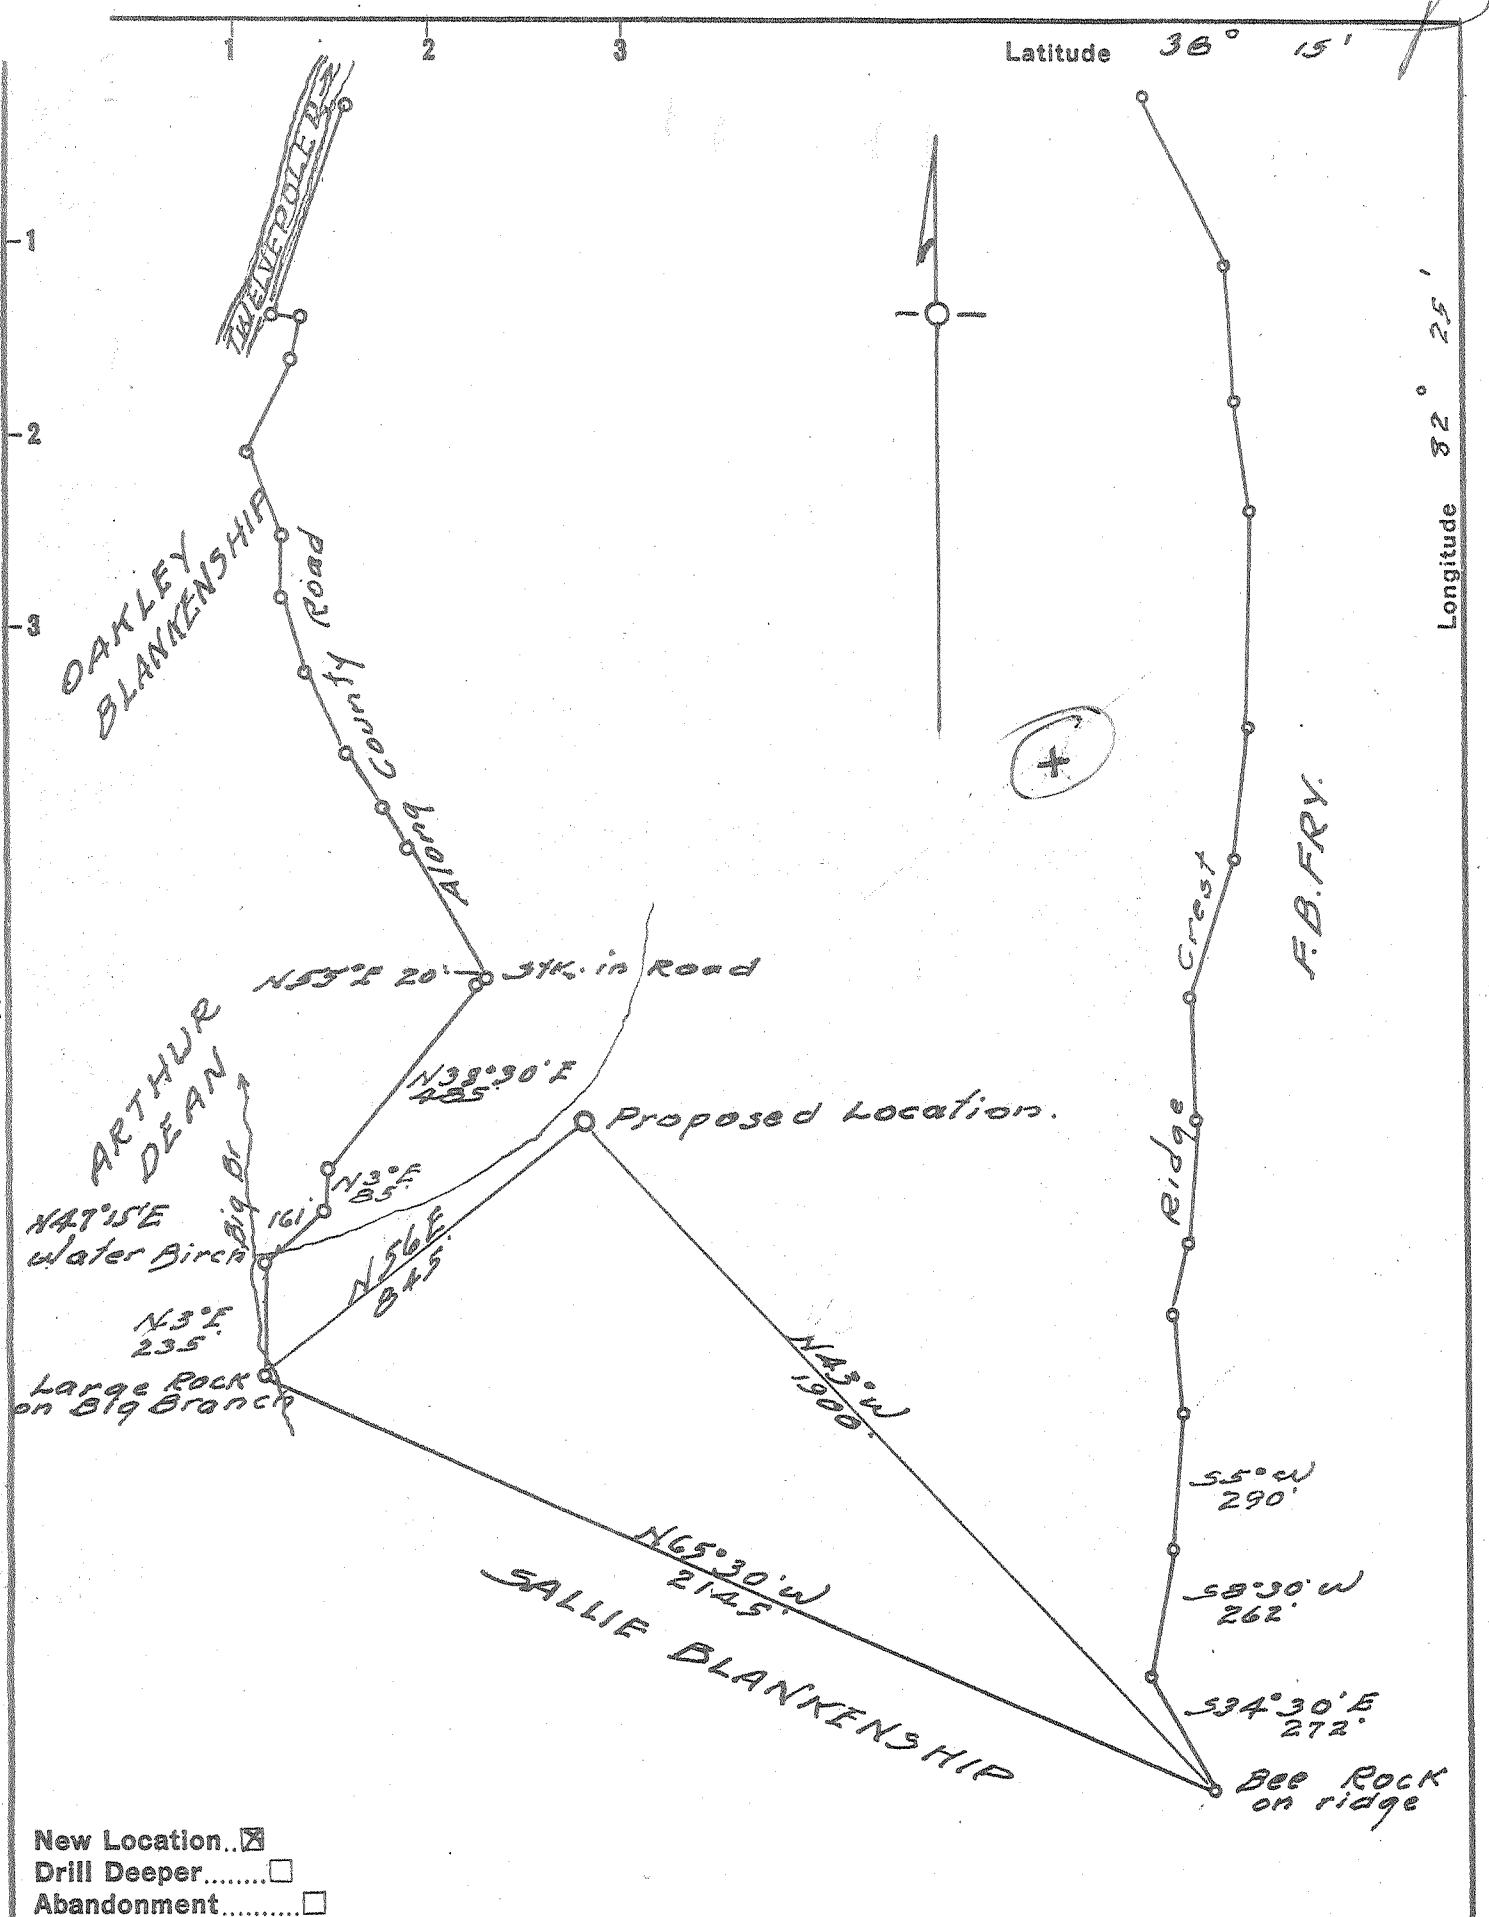 1
2
3
Latitude 38° 15'
TWELVEPOLE
1
2
3
Longitude 82° 25'
OAKLEY
BLANKENSHIP
Along County Road
F.B. FRY.
Ridge Crest
N55°E 20'
Stk. in Road
ARTHUR
DEAN
Big Br
N38°30'E
485'
Proposed Location.
N3°E
85'
161'
N47°15'E
Water Birch
N56E
845'
N3°E
235'
Large Rock
on Big Branch
N43°W
1900'
S5°W
290'
N65°30'W
2145'
S8°30'W
262'
SALLIE BLANKENSHIP
S34°30'E
272'
Bee Rock
on ridge
New Location..☒
Drill Deeper........☐
Abandonment..........☐